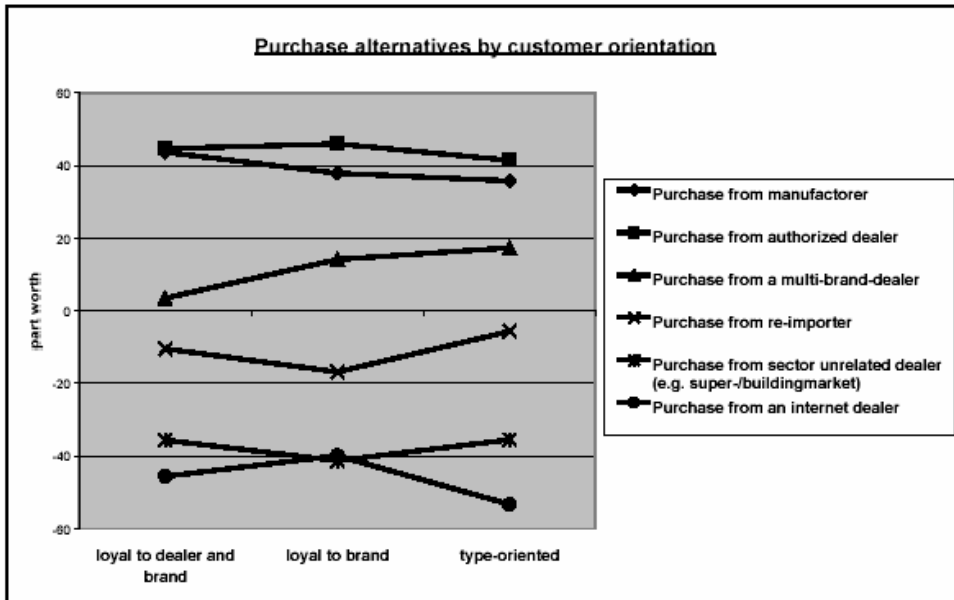 Purchase alternatives by customer orientation
60
40
20
0
-20
-40
-60
part worth
loyal to dealer and
brand
loyal to brand
type-oriented
Purchase from manufactorer
Purchase from authorized dealer
Purchase from a multi-brand-dealer
Purchase from re-importer
Purchase from sector unrelated dealer
(e.g. super-/buildingmarket)
Purchase from an internet dealer